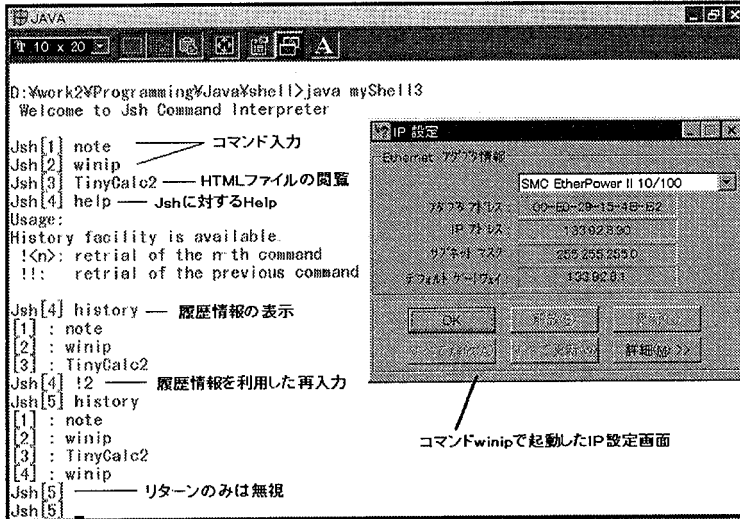 JAVA
10 x 20
D:¥work2¥Programming¥Java¥shell>java myShell3
Welcome to Jsh Command Interpreter
Jsh[1] note
コマンド入力
Jsh[2] winip
Jsh[3] TinyCalc2
HTMLファイルの閲覧
Jsh[4] help
Jshに対するHelp
Usage:
History facility is available.
!<n>: retrial of the n-th command
!!: retrial of the previous command
Jsh[4] history
履歴情報の表示
[1] : note
[2] : winip
[3] : TinyCalc2
Jsh[4] !2
履歴情報を利用した再入力
Jsh[5] history
[1] : note
[2] : winip
[3] : TinyCalc2
[4] : winip
Jsh[5]
リターンのみは無視
Jsh[5]
IP 設定
Ethernet アダプタ情報
SMC EtherPower II 10/100
アダプタ アドレス
IP アドレス
サブネット マスク
255.255.255.0
デフォルト ゲートウェイ
OK
詳細(M) >>
コマンドwinipで起動したIP設定画面